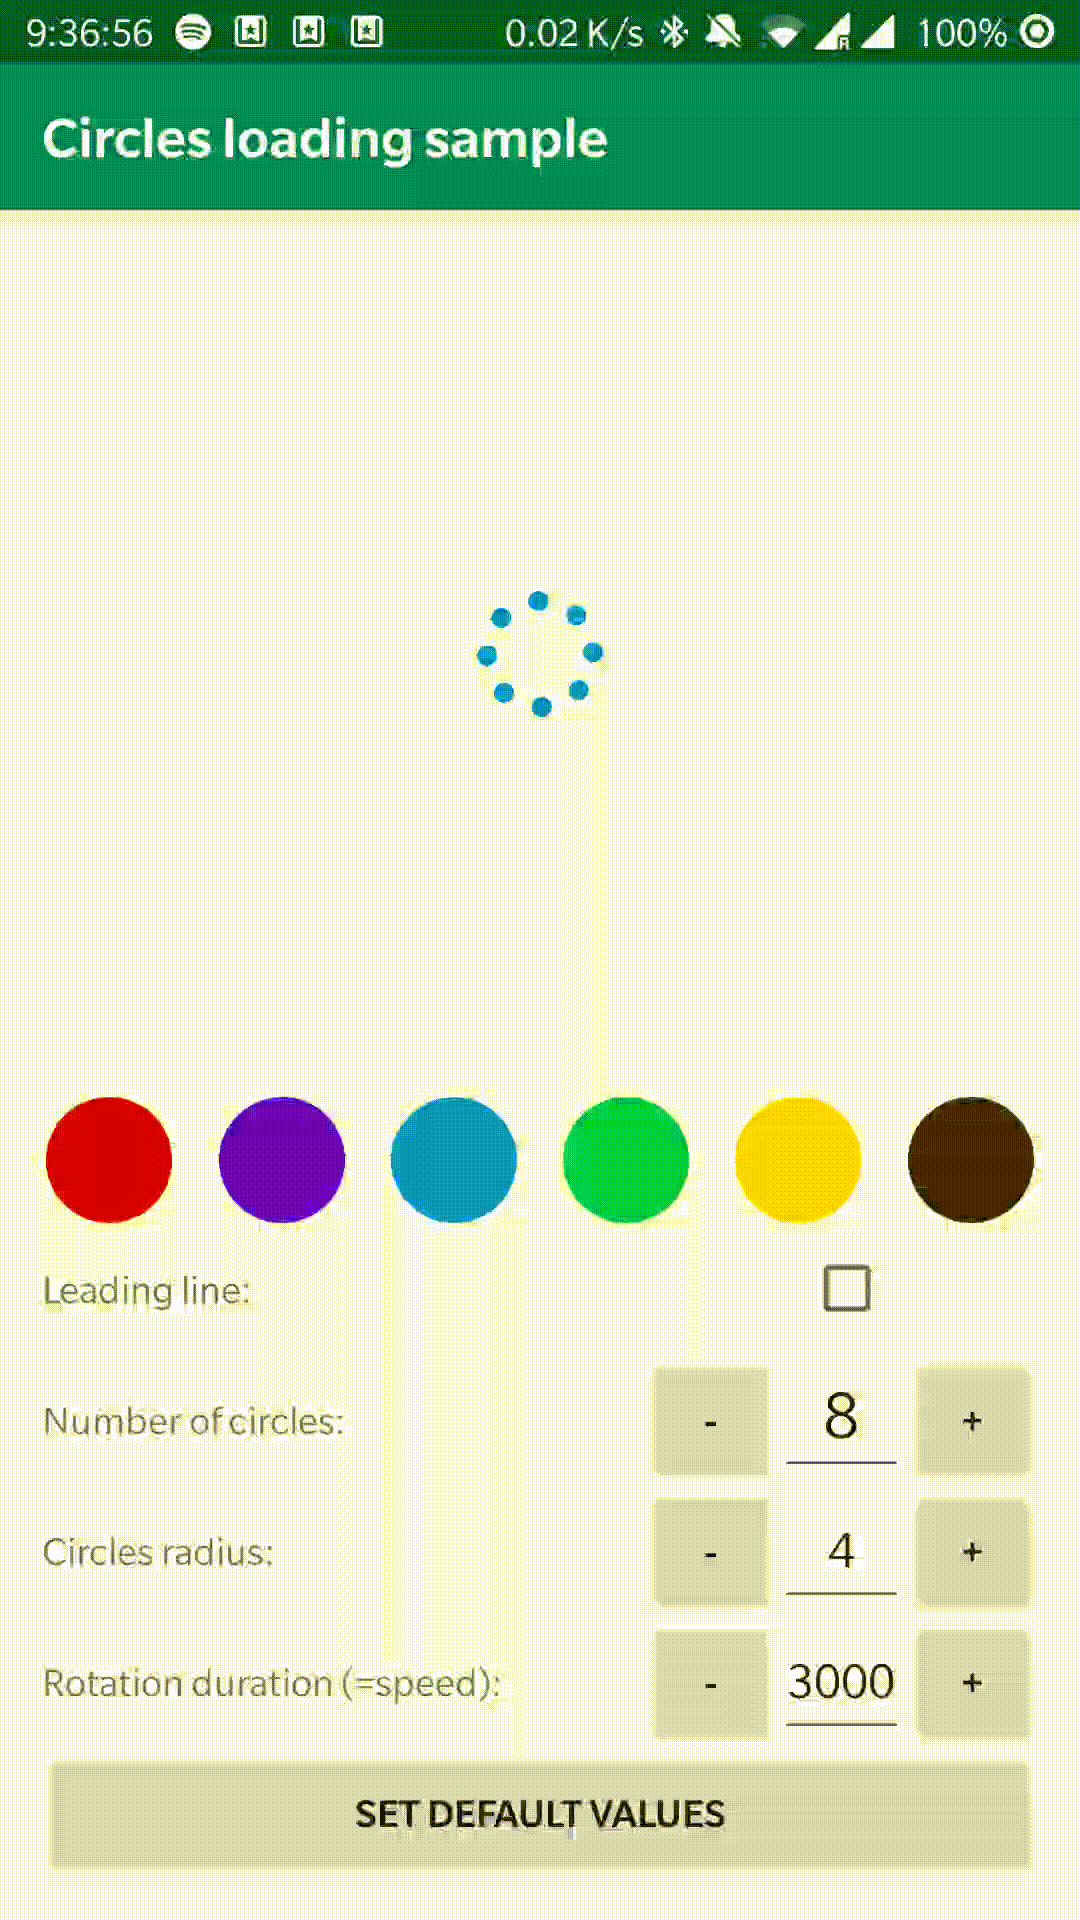 9:36:56 0.02 K/s R 100%
Circles loading sample
Leading line:
Number of circles: - 8 +
Circles radius: - 4 +
Rotation duration (=speed): - 3000 +
SET DEFAULT VALUES